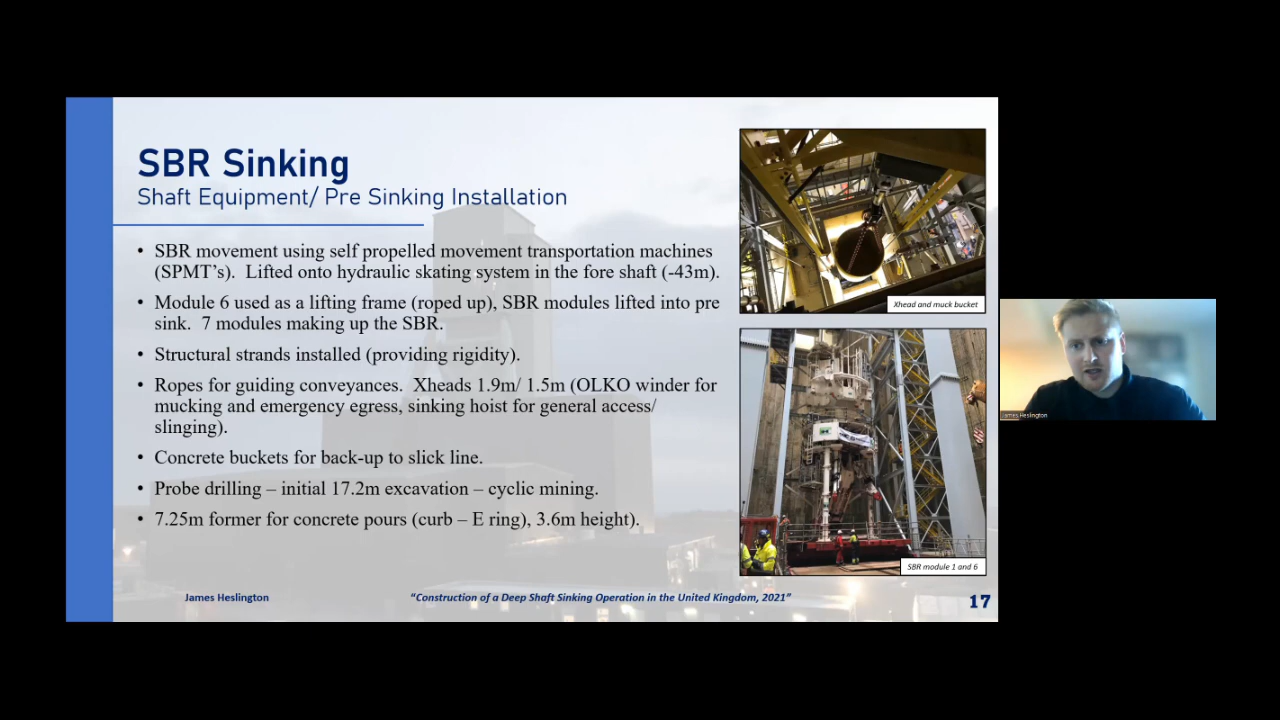 SBR Sinking
Shaft Equipment/ Pre Sinking Installation
• SBR movement using self propelled movement transportation machines
(SPMT’s).  Lifted onto hydraulic skating system in the fore shaft (-43m).
• Module 6 used as a lifting frame (roped up), SBR modules lifted into pre
sink.  7 modules making up the SBR.
• Structural strands installed (providing rigidity).
• Ropes for guiding conveyances.  Xheads 1.9m/ 1.5m (OLKO winder for
mucking and emergency egress, sinking hoist for general access/
slinging).
• Concrete buckets for back-up to slick line.
• Probe drilling – initial 17.2m excavation – cyclic mining.
• 7.25m former for concrete pours (curb – E ring), 3.6m height).
Xhead and muck bucket
SBR module 1 and 6
James Heslington
“Construction of a Deep Shaft Sinking Operation in the United Kingdom, 2021”
17
James Heslington